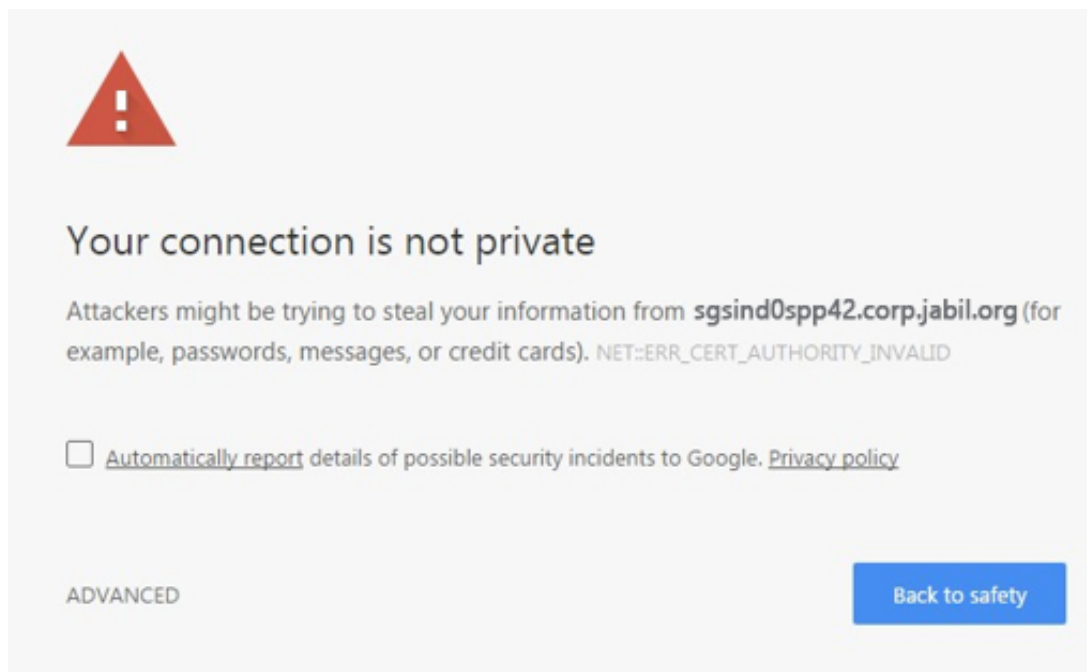 Your connection is not private
Attackers might be trying to steal your information from sgsind0spp42.corp.jabil.org (for
example, passwords, messages, or credit cards). NET::ERR_CERT_AUTHORITY_INVALID
Automatically report details of possible security incidents to Google. Privacy policy
ADVANCED
Back to safety